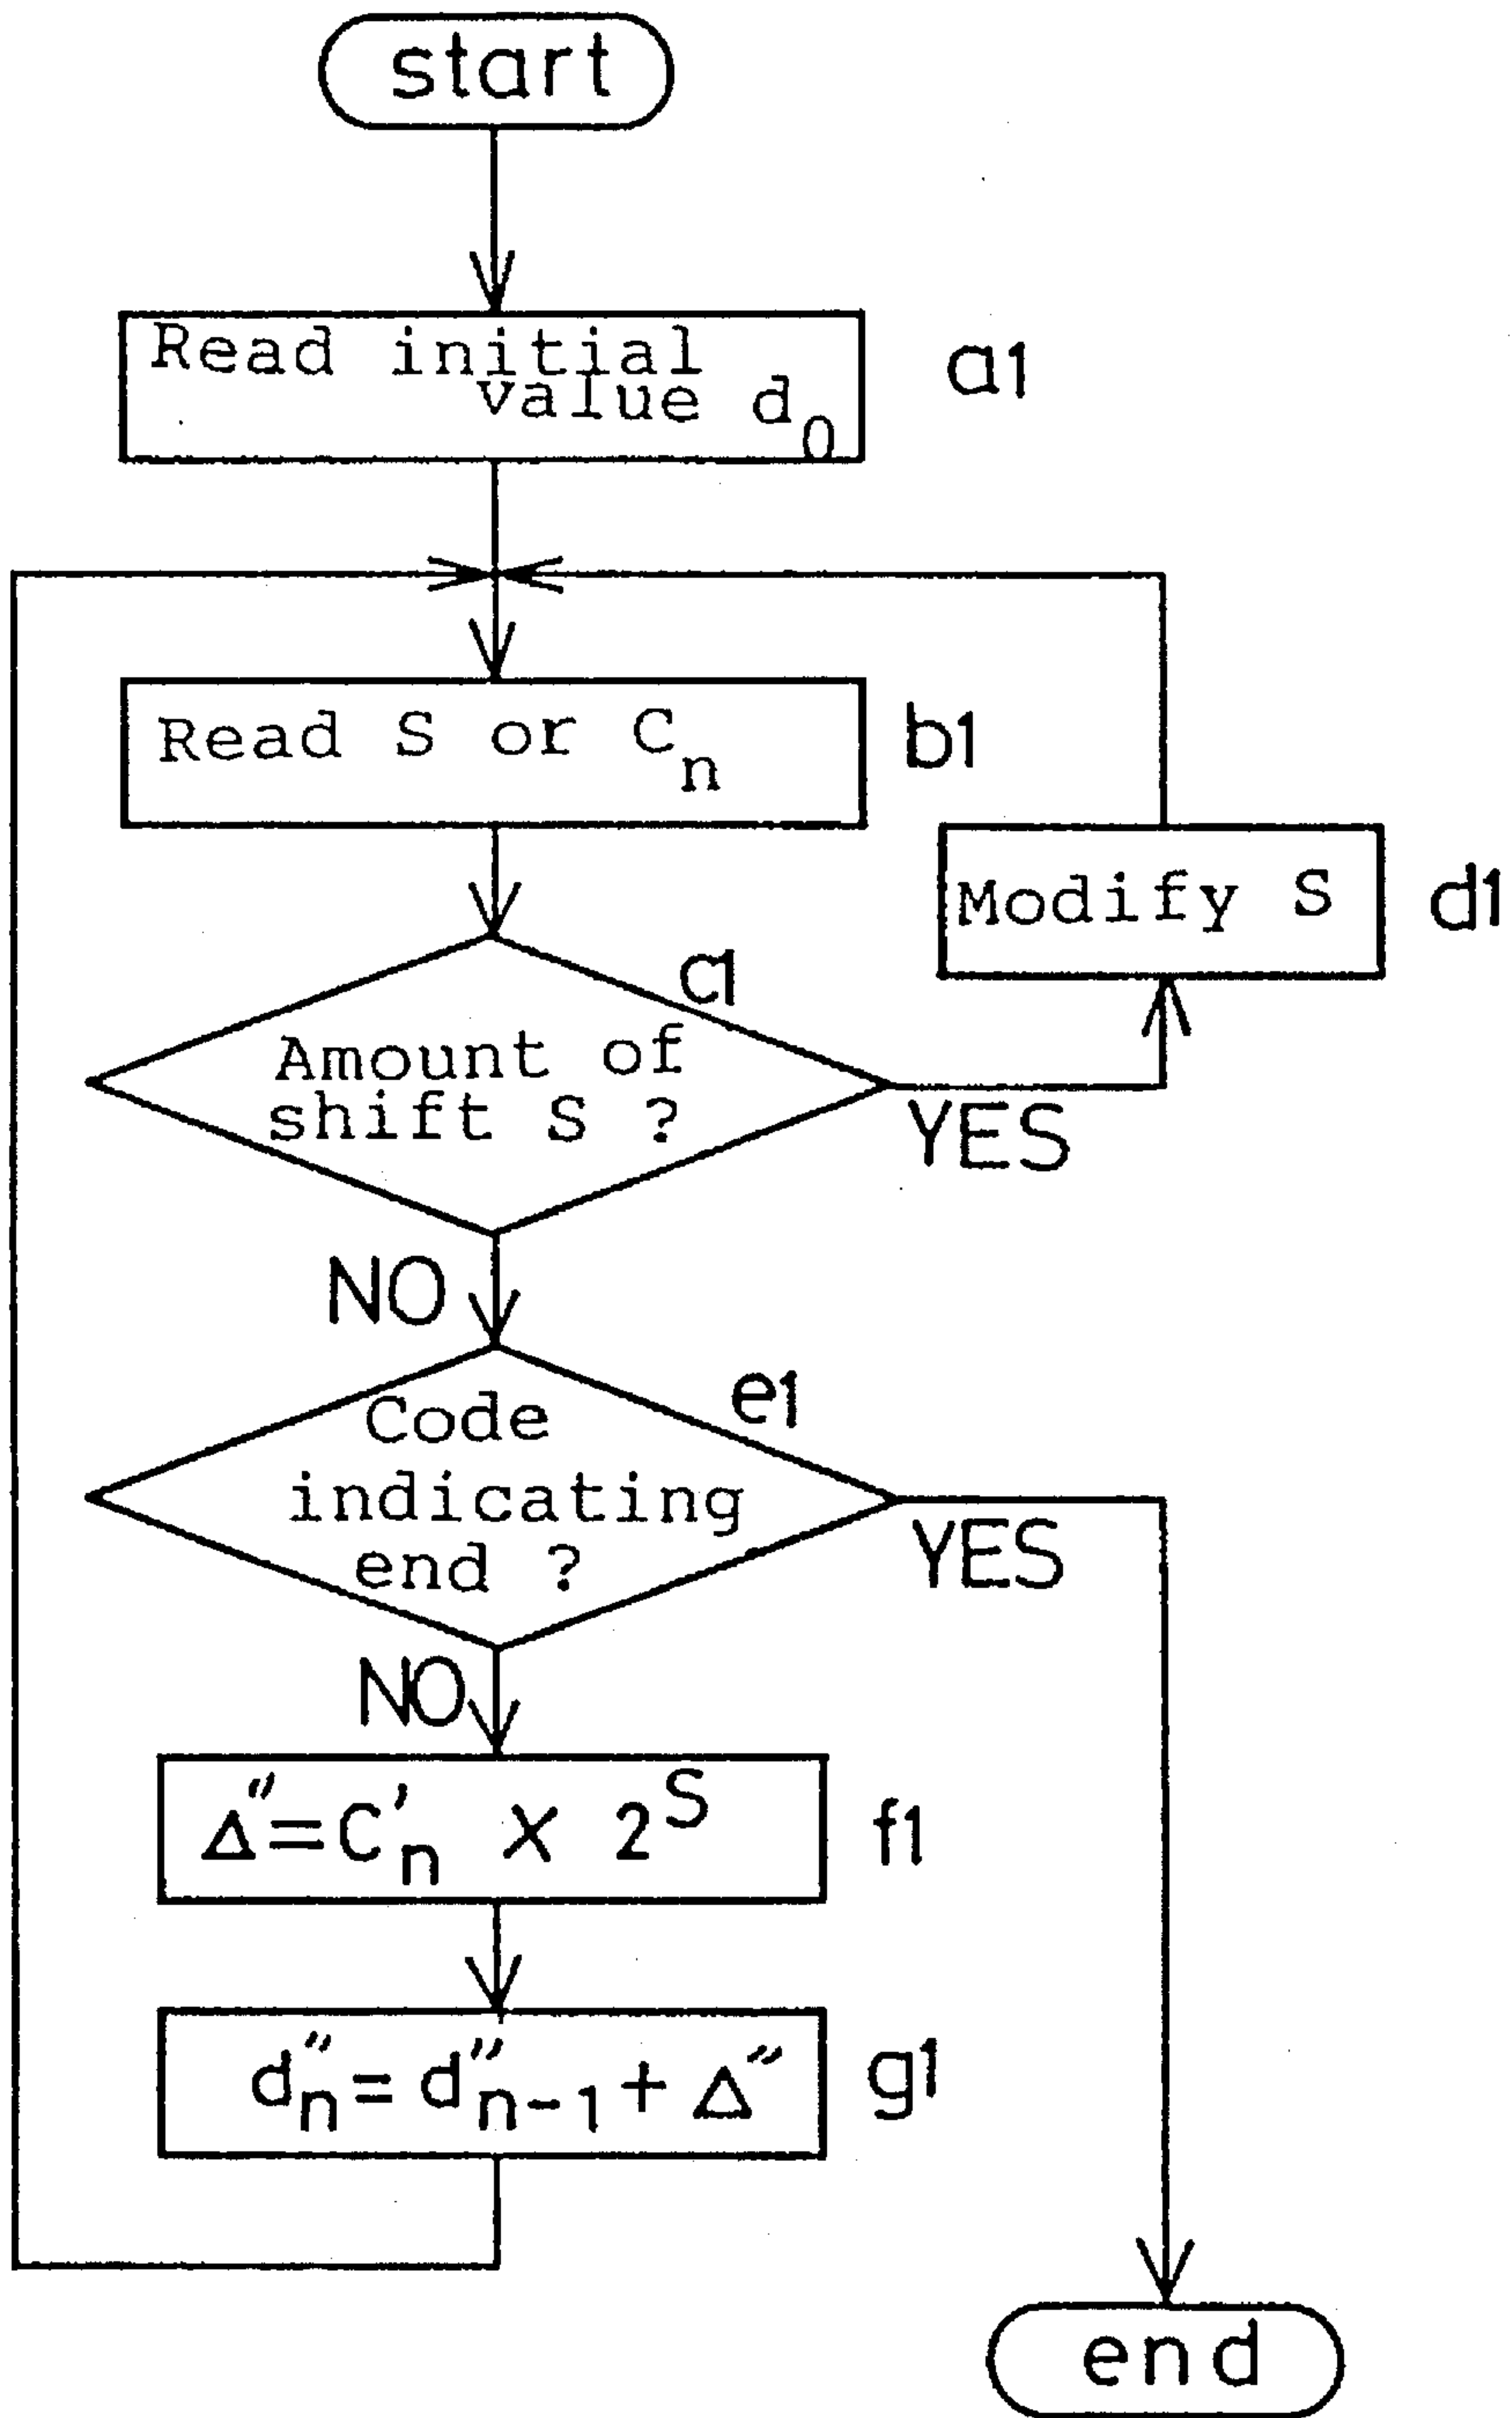 start
Read initial
value d₀
a1
Read S or Cₙ
b1
Modify S
d1
c1
Amount of
shift S ?
YES
NO
e1
Code
indicating
end ?
YES
NO
Δ″=C′ₙ × 2^S
f1
d″ₙ=d″ₙ₋₁+Δ″
g1
end